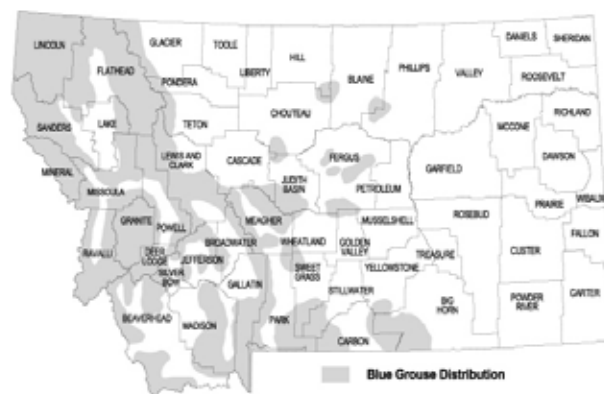 LINCOLN
FLATHEAD
GLACIER
TOOLE
LIBERTY
HILL
BLAINE
PHILLIPS
VALLEY
DANIELS
SHERIDAN
ROOSEVELT
PONDERA
CHOUTEAU
TETON
SANDERS
LAKE
MINERAL
MISSOULA
LEWIS AND
CLARK
CASCADE
JUDITH
BASIN
FERGUS
PETROLEUM
GARFIELD
MCCONE
RICHLAND
DAWSON
PRAIRIE
WIBAUX
GRANITE
POWELL
RAVALLI
DEER
LODGE
SILVER
BOW
JEFFERSON
BROADWATER
MEAGHER
WHEATLAND
GOLDEN
VALLEY
MUSSELSHELL
ROSEBUD
TREASURE
CUSTER
FALLON
BEAVERHEAD
MADISON
GALLATIN
PARK
SWEET
GRASS
STILLWATER
YELLOWSTONE
CARBON
BIG
HORN
POWDER
RIVER
CARTER
Blue Grouse Distribution